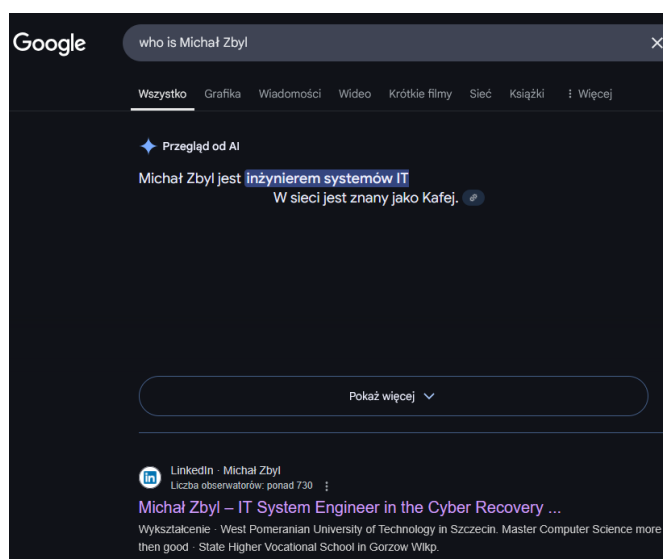 Google
who is Michał Zbyl
Wszystko Grafika Wiadomości Wideo Krótkie filmy Sieć Książki Więcej
Przegląd od AI
Michał Zbyl jest inżynierem systemów IT
W sieci jest znany jako Kafej.
Pokaż więcej
LinkedIn · Michał Zbyl
Liczba obserwatorów: ponad 730
Michał Zbyl – IT System Engineer in the Cyber Recovery ...
Wykształcenie · West Pomeranian University of Technology in Szczecin. Master Computer Science more
then good · State Higher Vocational School in Gorzow Wlkp.